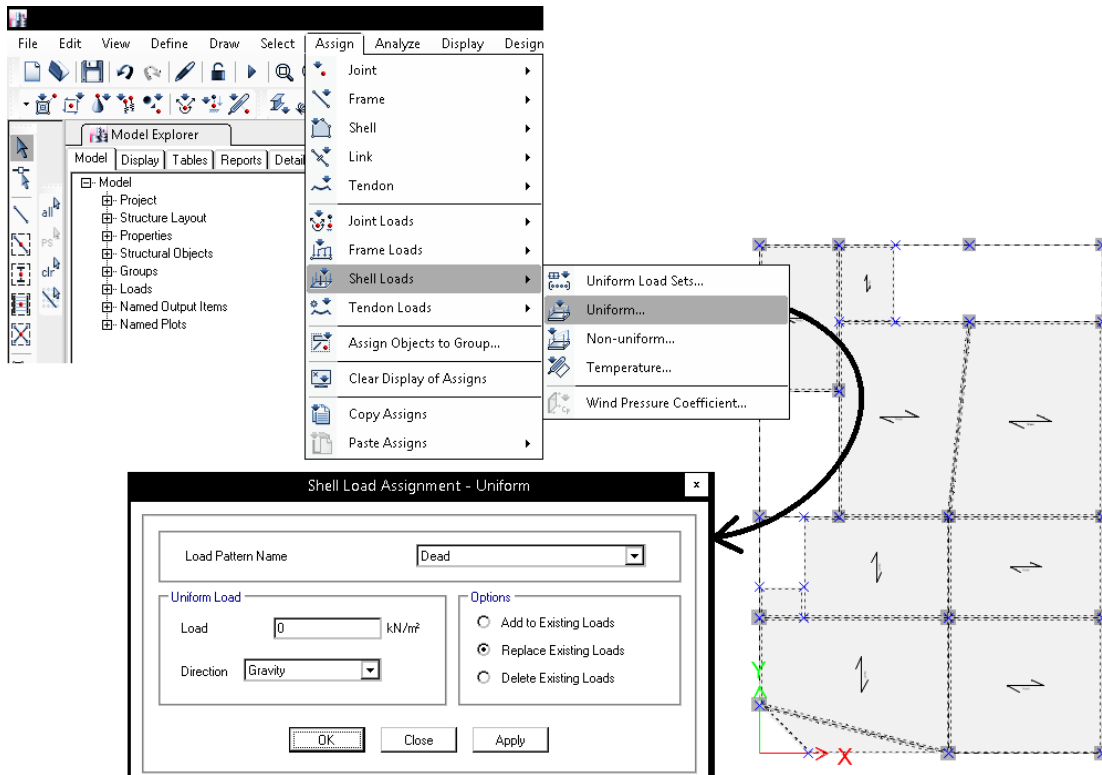 File Edit View Define Draw Select Assign Analyze Display Design
Model Explorer
Model Display Tables Reports Detail
Model
Project
Structure Layout
Properties
Structural Objects
Groups
Loads
Named Output Items
Named Plots
all
PS
clr
Joint
Frame
Shell
Link
Tendon
Joint Loads
Frame Loads
Shell Loads
Tendon Loads
Assign Objects to Group...
Clear Display of Assigns
Copy Assigns
Paste Assigns
Uniform Load Sets...
Uniform...
Non-uniform...
Temperature...
Wind Pressure Coefficient...
Shell Load Assignment - Uniform
x
Load Pattern Name Dead
Uniform Load
Load 0 kN/m²
Direction Gravity
Options
Add to Existing Loads
Replace Existing Loads
Delete Existing Loads
OK Close Apply
Y
X